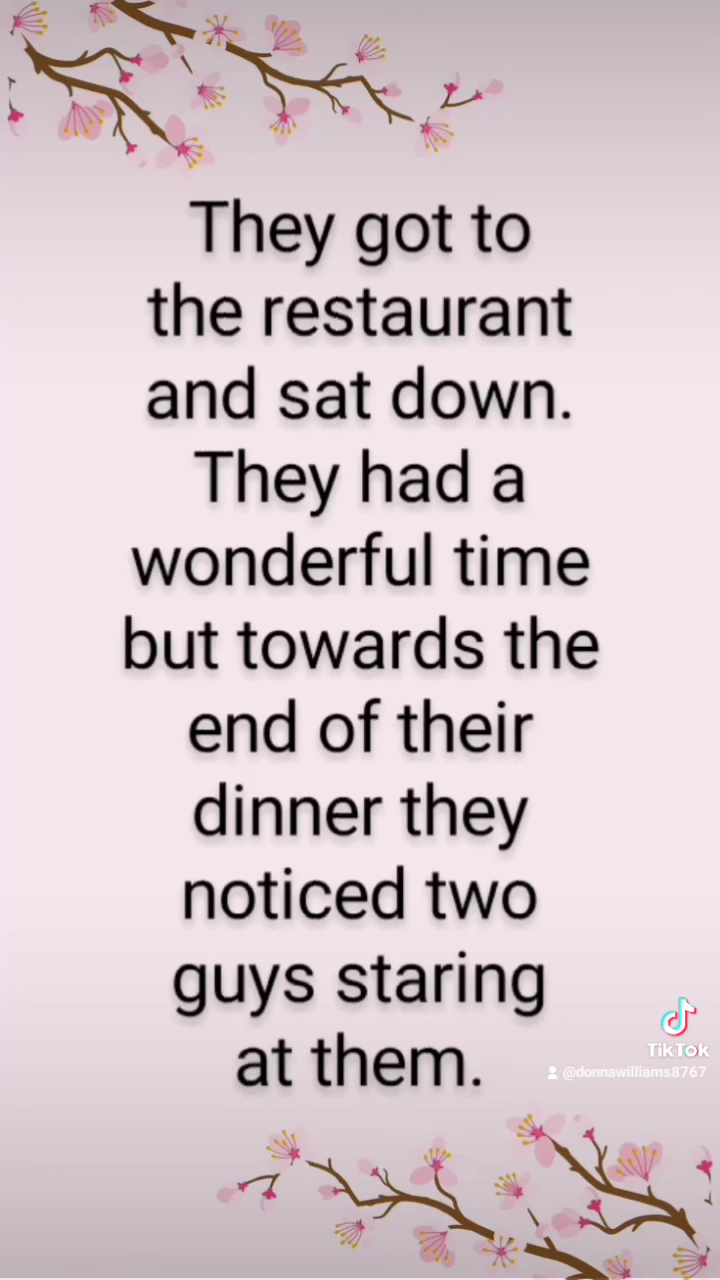 They got to
the restaurant
and sat down.
They had a
wonderful time
but towards the
end of their
dinner they
noticed two
guys staring
at them.
TikTok
@donnawilliams8767